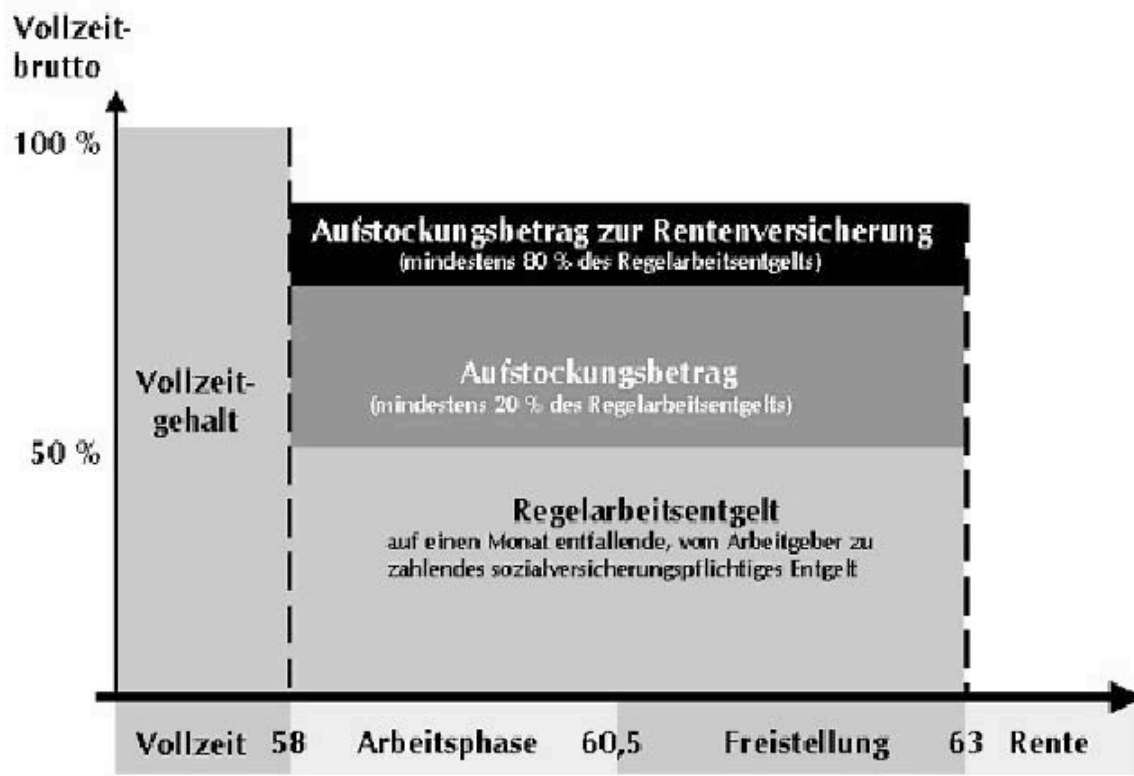 Vollzeit-
brutto
100 %
Aufstockungsbetrag zur Rentenversicherung
(mindestens 80 % des Regelarbeitsentgelts)
Vollzeit-
gehalt
Aufstockungsbetrag
(mindestens 20 % des Regelarbeitsentgelts)
50 %
Regelarbeitsentgelt
auf einen Monat entfallende, vom Arbeitgeber zu
zahlendes sozialversicherungspflichtiges Entgelt
Vollzeit 58 Arbeitsphase 60,5 Freistellung 63 Rente